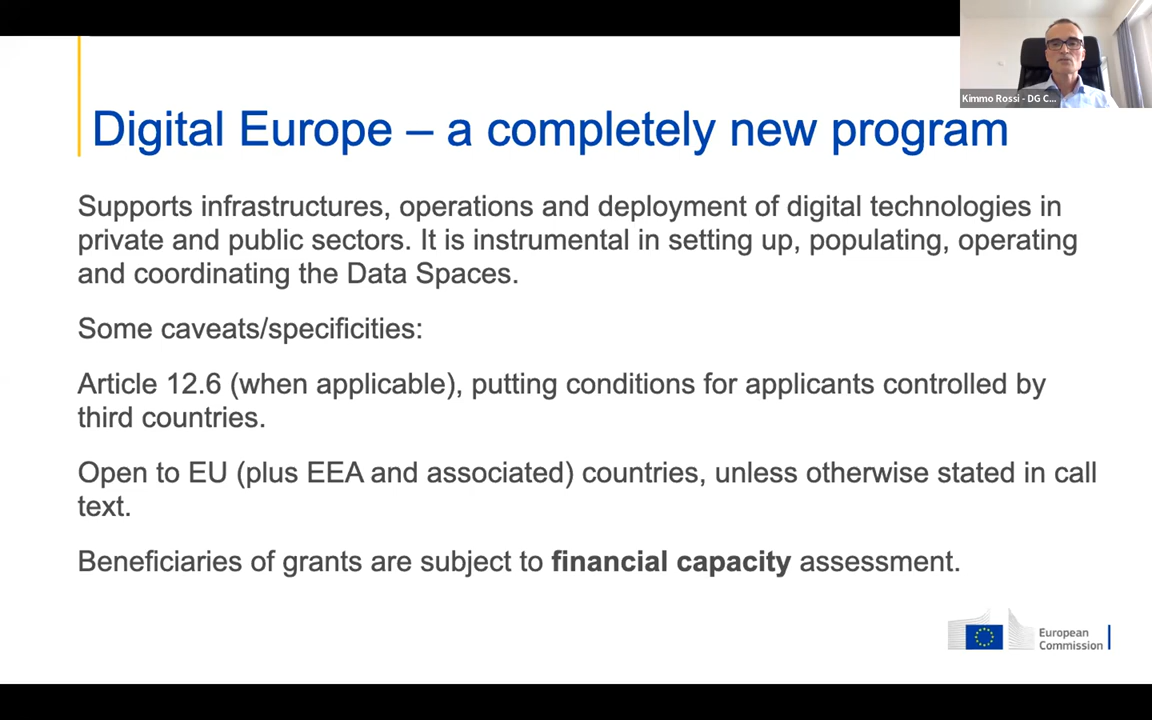 Kimmo Rossi - DG C...
Digital Europe – a completely new program
Supports infrastructures, operations and deployment of digital technologies in
private and public sectors. It is instrumental in setting up, populating, operating
and coordinating the Data Spaces.
Some caveats/specificities:
Article 12.6 (when applicable), putting conditions for applicants controlled by
third countries.
Open to EU (plus EEA and associated) countries, unless otherwise stated in call
text.
Beneficiaries of grants are subject to financial capacity assessment.
European
Commission